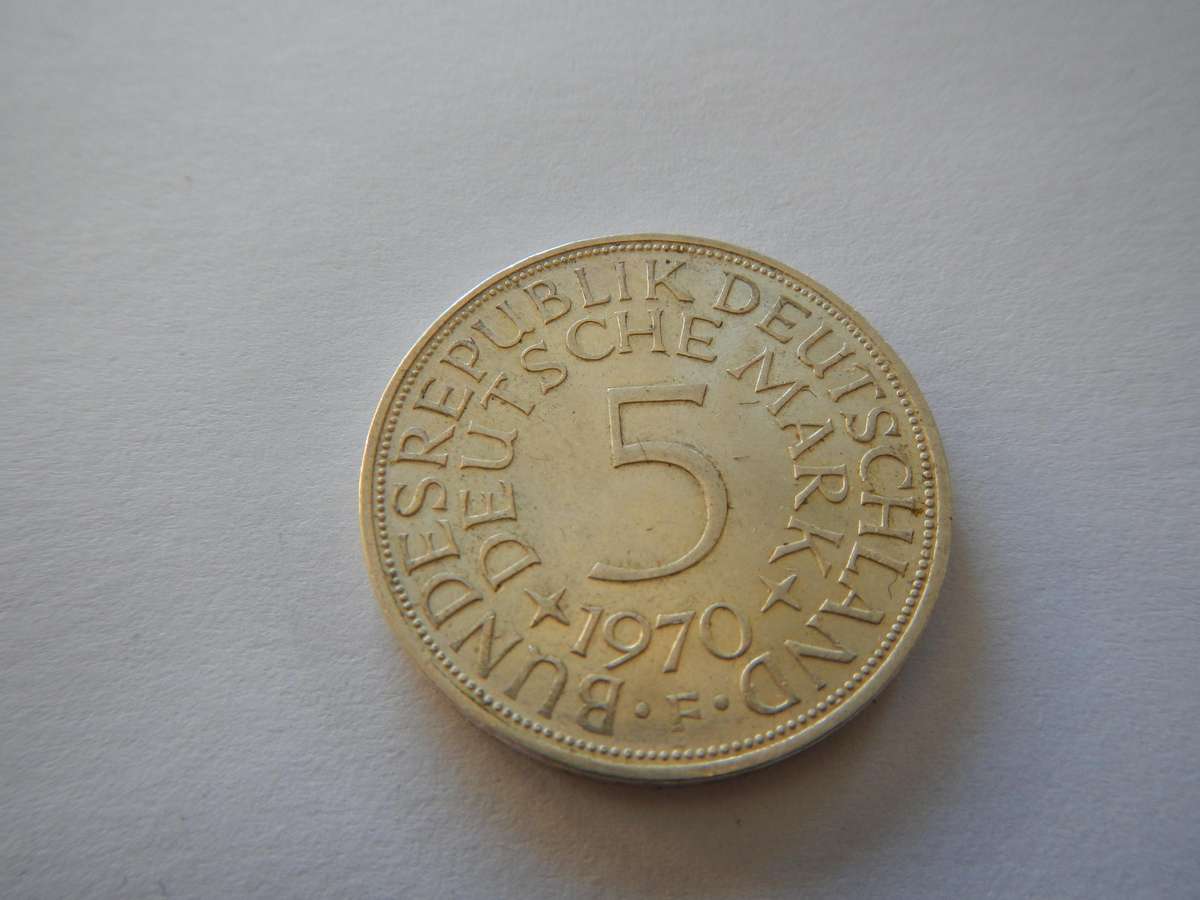 BUNDESREPUBLIK DEUTSCHLAND
DEUTSCHE MARK
5
1970
F